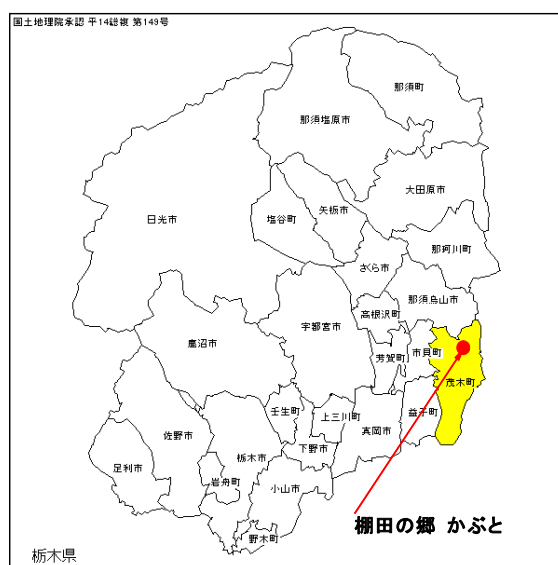 国土地理院承認 平14総複 第149号
那須町
那須塩原市
大田原市
矢板市
日光市
塩谷町
那珂川町
さくら市
那須烏山市
高根沢町
宇都宮市
鹿沼市
芳賀町
市貝町
茂木町
壬生町
上三川町
益子町
真岡市
佐野市
下野市
栃木市
足利市
岩舟町
小山市
棚田の郷 かぶと
野木町
栃木県